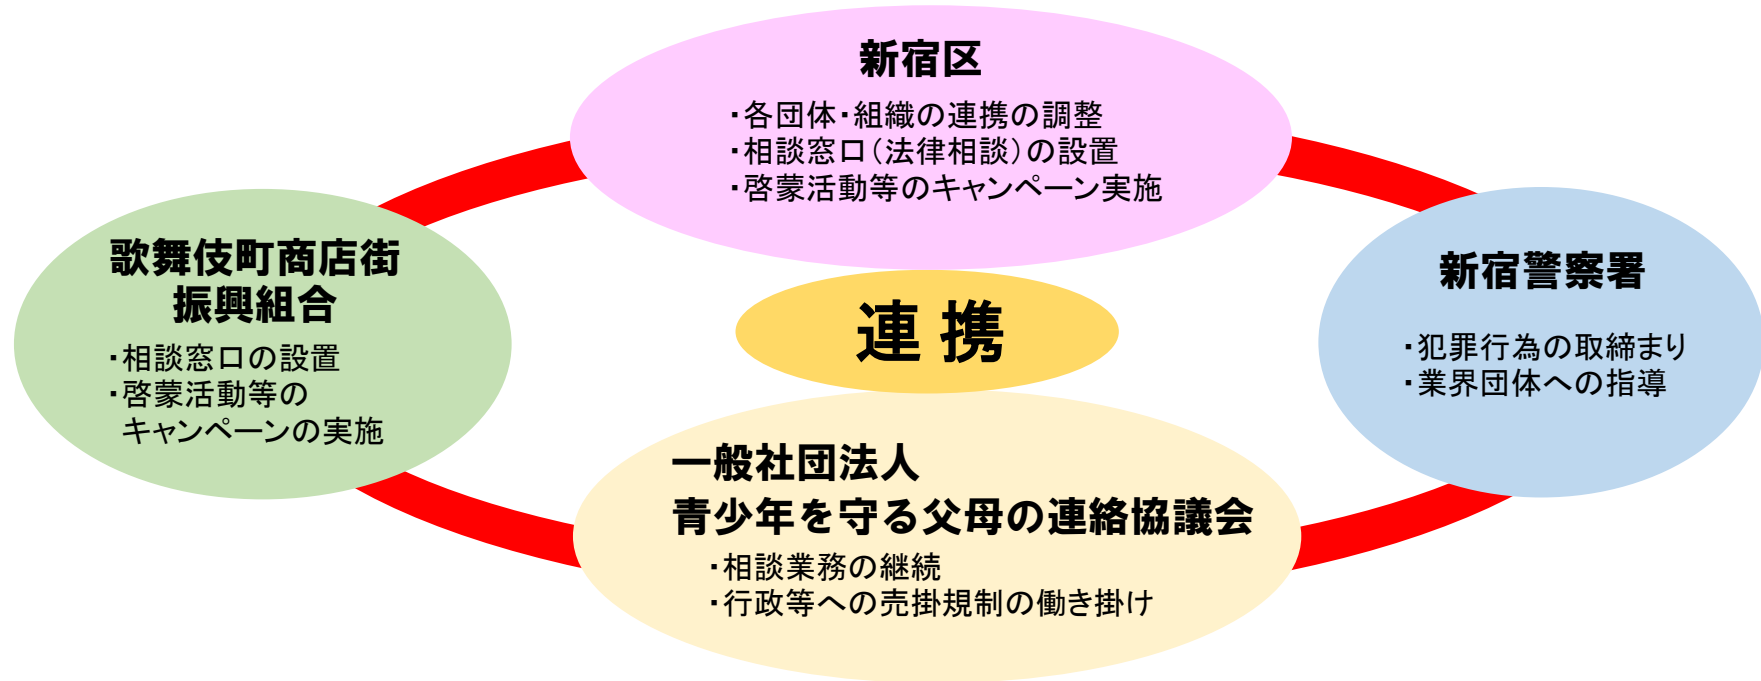 新宿区
・各団体・組織の連携の調整
・相談窓口（法律相談）の設置
・啓蒙活動等のキャンペーン実施
歌舞伎町商店街
振興組合
・相談窓口の設置
・啓蒙活動等の
キャンペーンの実施
連携
新宿警察署
・犯罪行為の取締まり
・業界団体への指導
一般社団法人
青少年を守る父母の連絡協議会
・相談業務の継続
・行政等への売掛規制の働き掛け